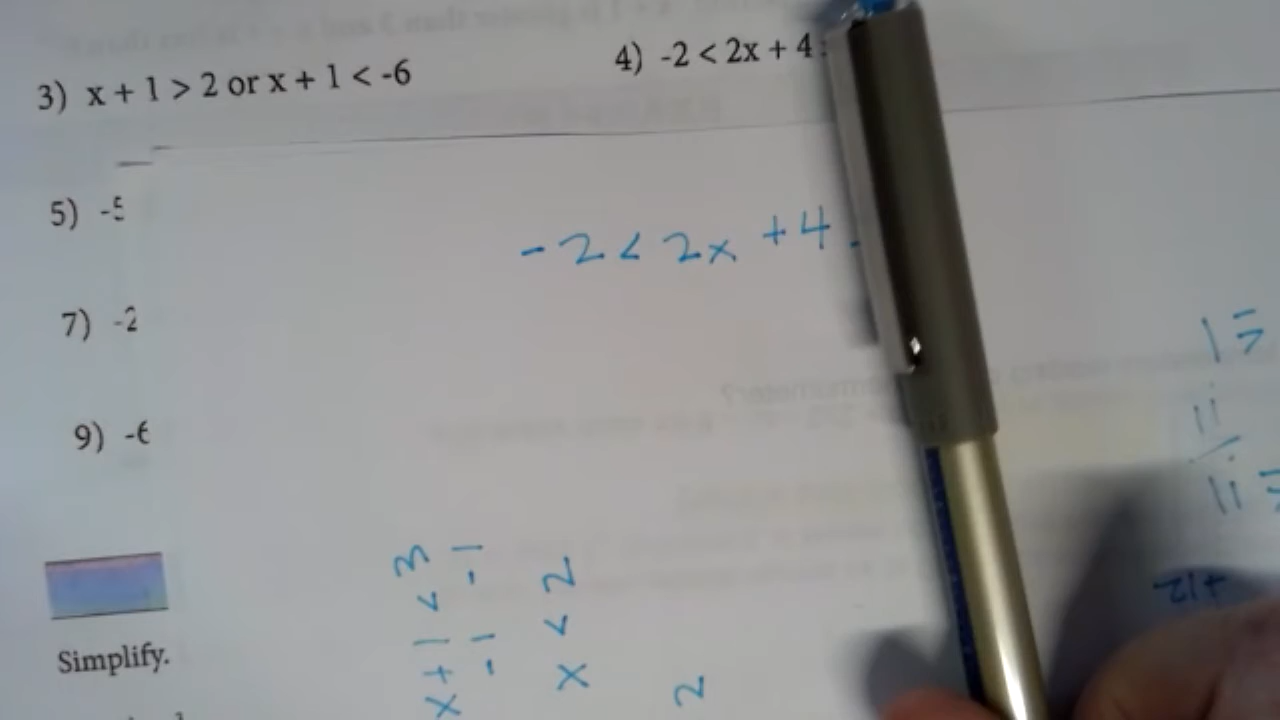 3) x + 1 > 2 or x + 1 < -6
4) -2 < 2x + 4
5) -5
-2 < 2x + 4
7) -2
9) -6
x + 1 < 3
-1 -1
x < 2
2
Simplify.
+12